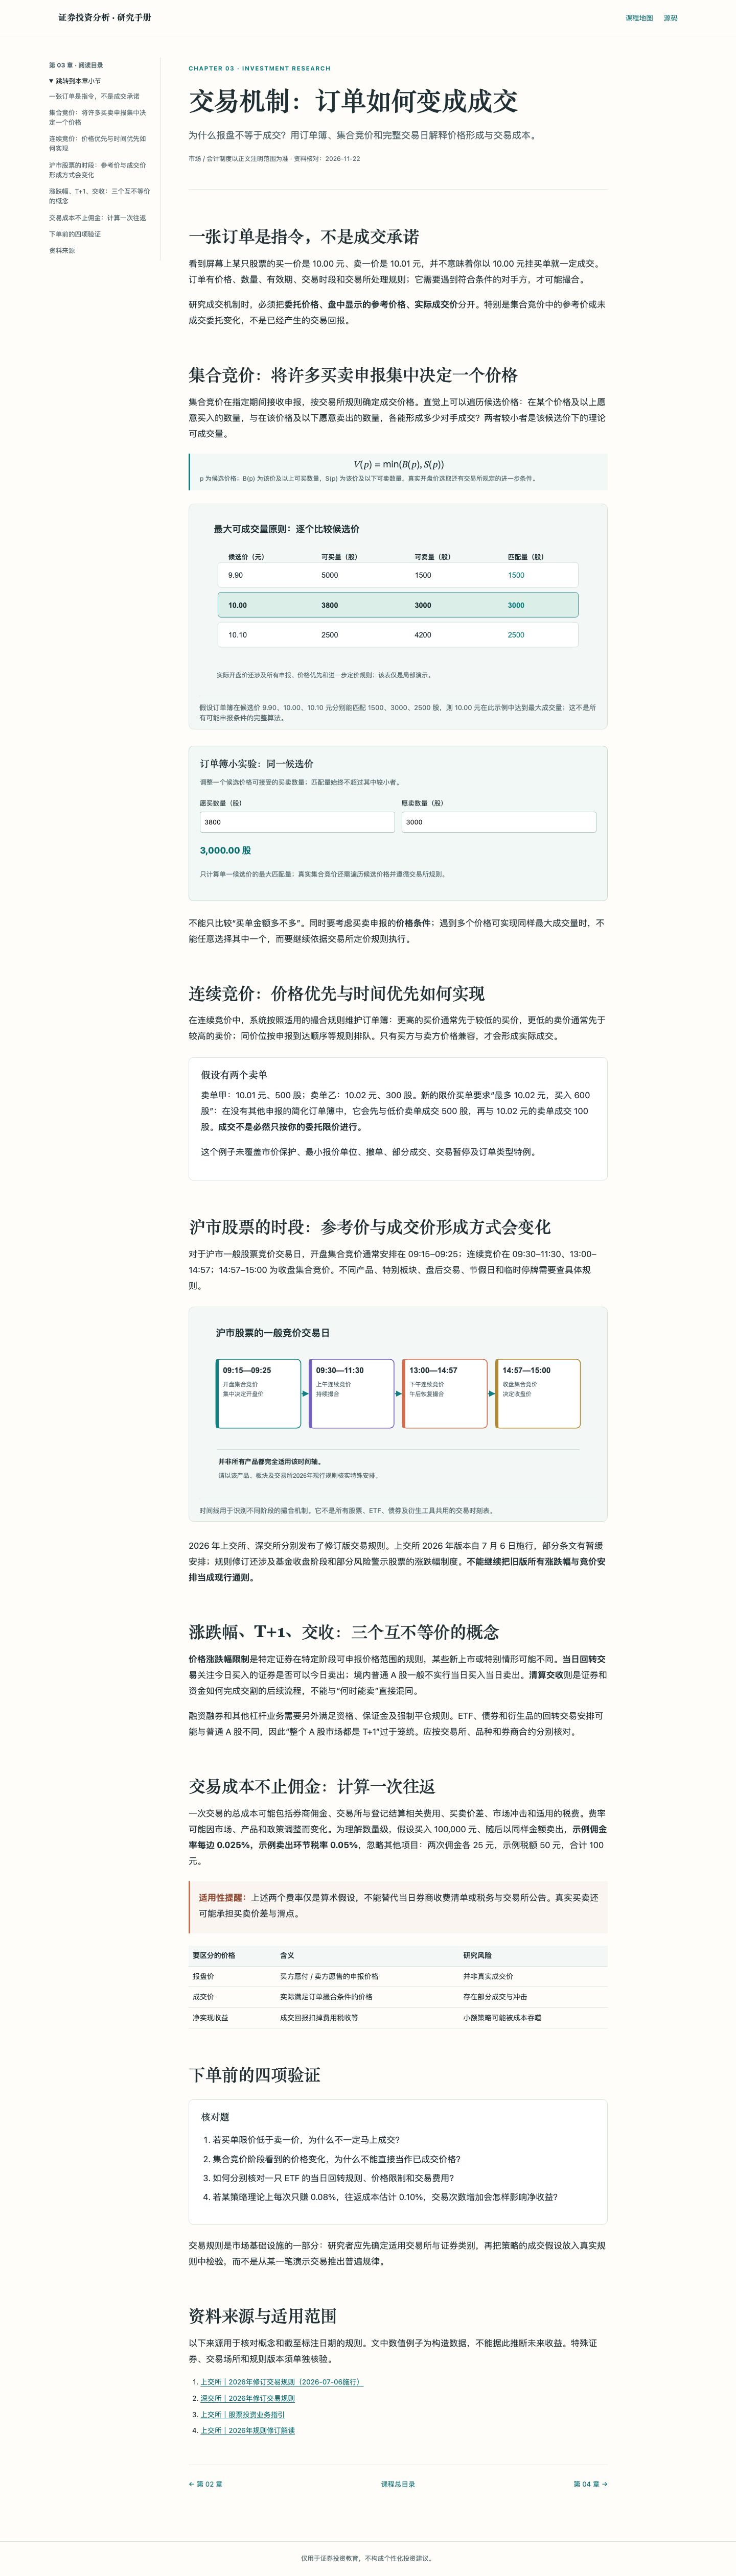 证券投资分析 · 研究手册
课程地图 源码
第 03 章 · 阅读目录
▼ 跳转到本章小节
一张订单是指令，不是成交承诺
集合竞价：将许多买卖申报集中决
定一个价格
连续竞价：价格优先与时间优先如
何实现
沪市股票的时段：参考价与成交价
形成方式会变化
涨跌幅、T+1、交收：三个互不等价
的概念
交易成本不止佣金：计算一次往返
下单前的四项验证
资料来源
CHAPTER 03 · INVESTMENT RESEARCH
交易机制：订单如何变成成交
为什么报盘不等于成交？用订单簿、集合竞价和完整交易日解释价格形成与交易成本。
市场 / 会计制度以正文注明范围为准 · 资料核对：2026-11-22
一张订单是指令，不是成交承诺
看到屏幕上某只股票的买一价是 10.00 元、卖一价是 10.01 元，并不意味着你以 10.00 元挂买单就一定成交。
订单有价格、数量、有效期、交易时段和交易所处理规则；它需要遇到符合条件的对手方，才可能撮合。
研究成交机制时，必须把委托价格、盘中显示的参考价格、实际成交价分开。特别是集合竞价中的参考价或未
成交委托变化，不是已经产生的交易回报。
集合竞价：将许多买卖申报集中决定一个价格
集合竞价在指定期间接收申报，按交易所规则确定成交价格。直觉上可以遍历候选价格：在某个价格及以上愿
意买入的数量，与在该价格及以下愿意卖出的数量，各能形成多少对手成交？两者较小者是该候选价下的理论
可成交量。
V(p) = min(B(p), S(p))
p 为候选价格；B(p) 为该价及以上可买数量，S(p) 为该价及以下可卖数量。真实开盘价选取还有交易所规定的进一步条件。
最大可成交量原则：逐个比较候选价
候选价（元） 可买量（股） 可卖量（股） 匹配量（股）
9.90 5000 1500 1500
10.00 3800 3000 3000
10.10 2500 4200 2500
实际开盘价还涉及所有申报、价格优先和进一步定价规则；该表仅是局部演示。
假设订单簿在候选价 9.90、10.00、10.10 元分别能匹配 1500、3000、2500 股，则 10.00 元在此示例中达到最大成交量；这不是所
有可能申报条件的完整算法。
订单簿小实验：同一候选价
调整一个候选价格可接受的买卖数量；匹配量始终不超过其中较小者。
愿买数量（股） 愿卖数量（股）
3800 3000
3,000.00 股
只计算单一候选价的最大匹配量；真实集合竞价还需遍历候选价格并遵循交易所规则。
不能只比较“买单金额多不多”。同时要考虑买卖申报的价格条件；遇到多个价格可实现同样最大成交量时，不
能任意选择其中一个，而要继续依据交易所定价规则执行。
连续竞价：价格优先与时间优先如何实现
在连续竞价中，系统按照适用的撮合规则维护订单簿：更高的买价通常先于较低的买价，更低的卖价通常先于
较高的卖价；同价位按申报到达顺序等规则排队。只有买方与卖方价格兼容，才会形成实际成交。
假设有两个卖单
卖单甲：10.01 元、500 股；卖单乙：10.02 元、300 股。新的限价买单要求“最多 10.02 元，买入 600
股”：在没有其他申报的简化订单簿中，它会先与低价卖单成交 500 股，再与 10.02 元的卖单成交 100
股。成交不是必然只按你的委托限价进行。
这个例子未覆盖市价保护、最小报价单位、撤单、部分成交、交易暂停及订单类型特例。
沪市股票的时段：参考价与成交价形成方式会变化
对于沪市一般股票竞价交易日，开盘集合竞价通常安排在 09:15–09:25；连续竞价在 09:30–11:30、13:00–
14:57；14:57–15:00 为收盘集合竞价。不同产品、特别板块、盘后交易、节假日和临时停牌需要查具体规
则。
沪市股票的一般竞价交易日
09:15—09:25 09:30—11:30 13:00—14:57 14:57—15:00
开盘集合竞价 上午连续竞价 下午连续竞价 收盘集合竞价
集中决定开盘价 持续撮合 午后恢复撮合 决定收盘价
并非所有产品都完全适用该时间轴。
请以该产品、板块及交易所2026年现行规则核实特殊安排。
时间线用于识别不同阶段的撮合机制。它不是所有股票、ETF、债券及衍生工具共用的交易时刻表。
2026 年上交所、深交所分别发布了修订版交易规则。上交所 2026 年版本自 7 月 6 日施行，部分条文有暂缓
安排；规则修订还涉及基金收盘阶段和部分风险警示股票的涨跌幅制度。不能继续把旧版所有涨跌幅与竞价安
排当成现行通则。
涨跌幅、T+1、交收：三个互不等价的概念
价格涨跌幅限制是特定证券在特定阶段可申报价格范围的规则，某些新上市或特别情形可能不同。当日回转交
易关注今日买入的证券是否可以今日卖出；境内普通 A 股一般不实行当日买入当日卖出。清算交收则是证券和
资金如何完成交割的后续流程，不能与“何时能卖”直接混同。
融资融券和其他杠杆业务需要另外满足资格、保证金及强制平仓规则。ETF、债券和衍生品的回转交易安排可
能与普通 A 股不同，因此“整个 A 股市场都是 T+1”过于笼统。应按交易所、品种和券商合约分别核对。
交易成本不止佣金：计算一次往返
一次交易的总成本可能包括券商佣金、交易所与登记结算相关费用、买卖价差、市场冲击和适用的税费。费率
可能因市场、产品和政策调整而变化。为理解数量级，假设买入 100,000 元、随后以同样金额卖出，示例佣金
率每边 0.025%，示例卖出环节税率 0.05%，忽略其他项目：两次佣金各 25 元，示例税额 50 元，合计 100
元。
适用性提醒：上述两个费率仅是算术假设，不能替代当日券商收费清单或税务与交易所公告。真实买卖还
可能承担买卖价差与滑点。
要区分的价格 含义 研究风险
报盘价 买方愿付 / 卖方愿售的申报价格 并非真实成交价
成交价 实际满足订单撮合条件的价格 存在部分成交与冲击
净实现收益 成交回报扣掉费用税收等 小额策略可能被成本吞噬
下单前的四项验证
核对题
1. 若买单限价低于卖一价，为什么不一定马上成交？
2. 集合竞价阶段看到的价格变化，为什么不能直接当作已成交价格？
3. 如何分别核对一只 ETF 的当日回转规则、价格限制和交易费用？
4. 若某策略理论上每次只赚 0.08%，往返成本估计 0.10%，交易次数增加会怎样影响净收益？
交易规则是市场基础设施的一部分：研究者应先确定适用交易所与证券类别，再把策略的成交假设放入真实规
则中检验，而不是从某一笔演示交易推出普遍规律。
资料来源与适用范围
以下来源用于核对概念和截至标注日期的规则。文中数值例子为构造数据，不能据此推断未来收益。特殊证
券、交易场所和规则版本须单独核验。
1. 上交所｜2026年修订交易规则（2026-07-06施行）
2. 深交所｜2026年修订交易规则
3. 上交所｜股票投资业务指引
4. 上交所｜2026年规则修订解读
← 第 02 章 课程总目录 第 04 章 →
仅用于证券投资教育，不构成个性化投资建议。